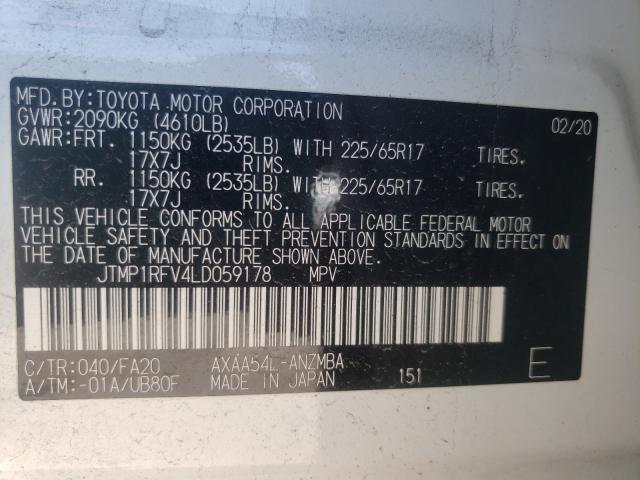 MFD. BY: TOYOTA MOTOR CORPORATION 02/20
GVWR: 2090KG (4610LB)
GAWR: FRT. 1150KG (2535LB) WITH 225/65R17 TIRES.
17X7J RIMS.
RR. 1150KG (2535LB) WITH 225/65R17 TIRES.
17X7J RIMS.
THIS VEHICLE CONFORMS TO ALL APPLICABLE FEDERAL MOTOR
VEHICLE SAFETY AND THEFT PREVENTION STANDARDS IN EFFECT ON
THE DATE OF MANUFACTURE SHOWN ABOVE.
JTMP1RFV4LD059178 MPV
C/TR: 040/FA20 AXAA54L-ANZMBA
A/TM: -01A/UB80F MADE IN JAPAN 151 E